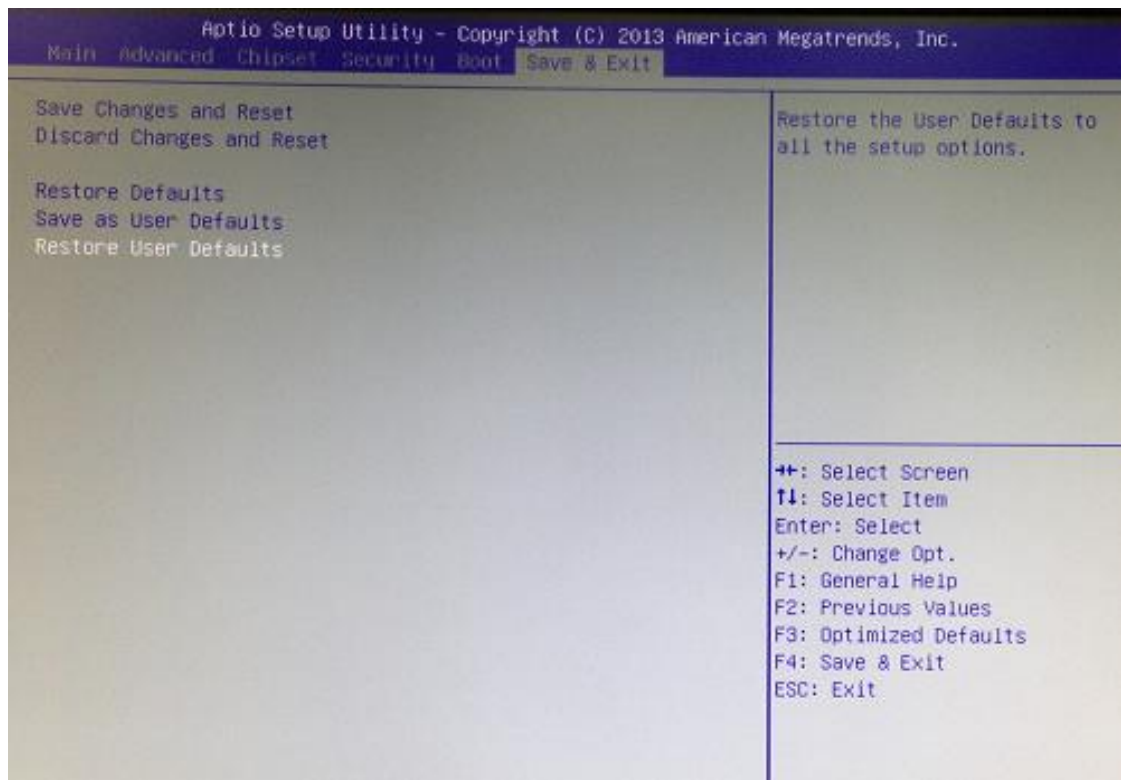 Aptio Setup Utility - Copyright (C) 2013 American Megatrends, Inc.
Main Advanced Chipset Security Boot Save & Exit
Save Changes and Reset
Discard Changes and Reset
Restore Defaults
Save as User Defaults
Restore User Defaults
Restore the User Defaults to
all the setup options.
→←: Select Screen
↑↓: Select Item
Enter: Select
+/-: Change Opt.
F1: General Help
F2: Previous Values
F3: Optimized Defaults
F4: Save & Exit
ESC: Exit